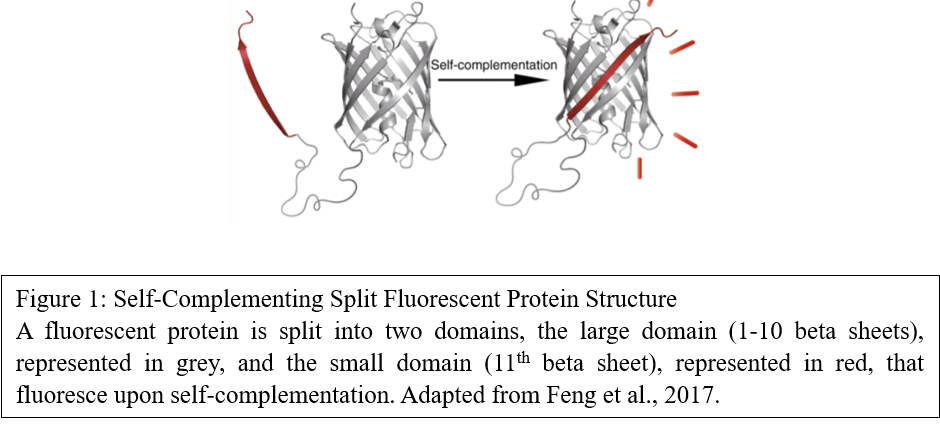 Self-complementation
Figure 1: Self-Complementing Split Fluorescent Protein Structure
A fluorescent protein is split into two domains, the large domain (1-10 beta sheets),
represented in grey, and the small domain (11th beta sheet), represented in red, that
fluoresce upon self-complementation. Adapted from Feng et al., 2017.